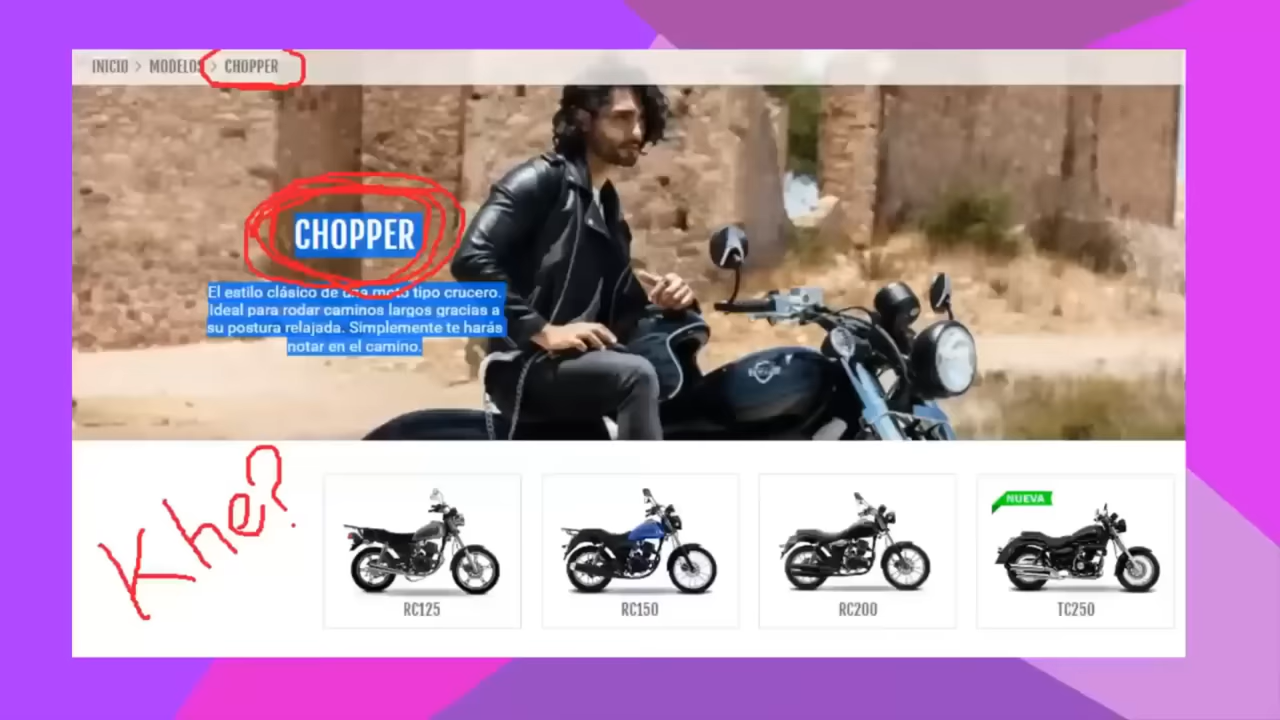 INICIO > MODELOS > CHOPPER
CHOPPER
El estilo clásico de una moto tipo crucero.
Ideal para rodar caminos largos gracias a
su postura relajada. Simplemente te harás
notar en el camino.
Khe?
NUEVA
RC125
RC150
RC200
TC250